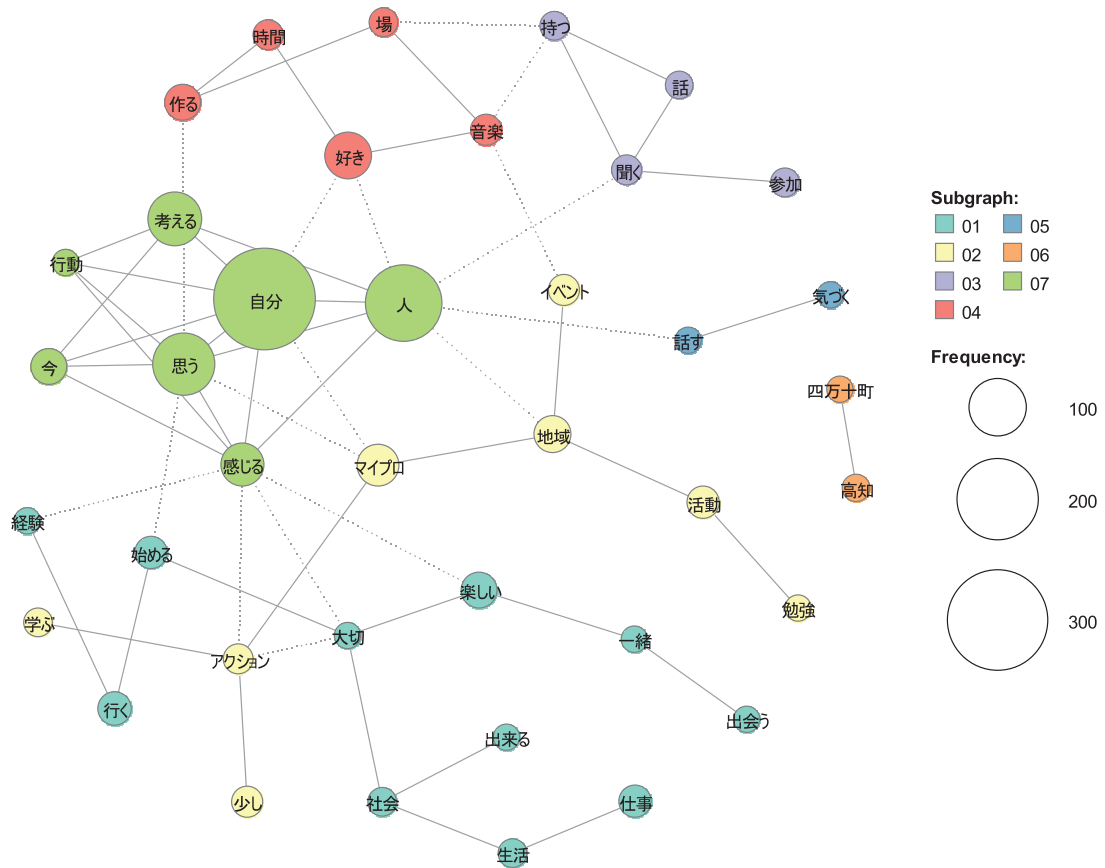 場
時間
持つ
話
作る
音楽
好き
聞く
参加
考える
行動
自分
人
イベント
気づく
話す
今
思う
四万十町
地域
感じる
マイプロ
高知
活動
経験
始める
楽しい
勉強
学ぶ
大切
一緒
アクション
行く
出会う
出来る
少し
社会
仕事
生活
Subgraph:
01
05
02
06
03
07
04
Frequency:
100
200
300